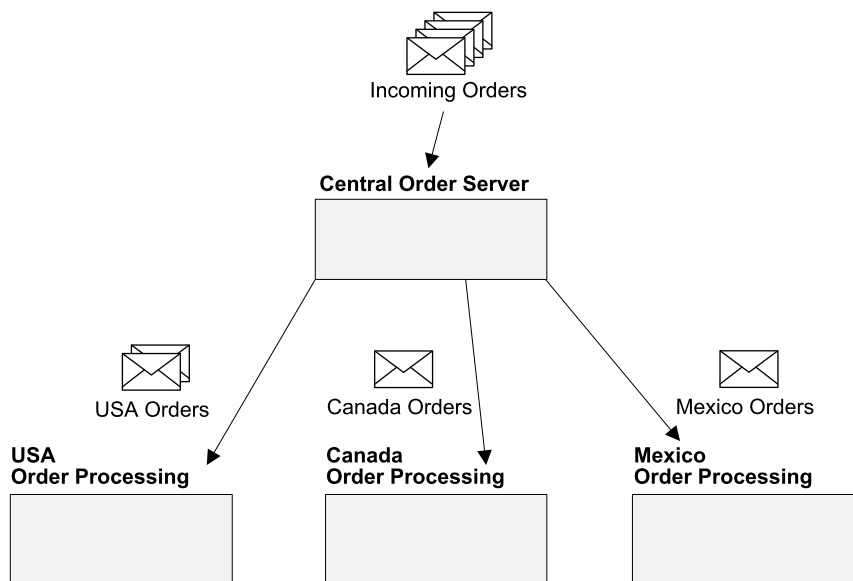 Incoming Orders
Central Order Server
USA Orders
Canada Orders
Mexico Orders
USA
Order Processing
Canada
Order Processing
Mexico
Order Processing